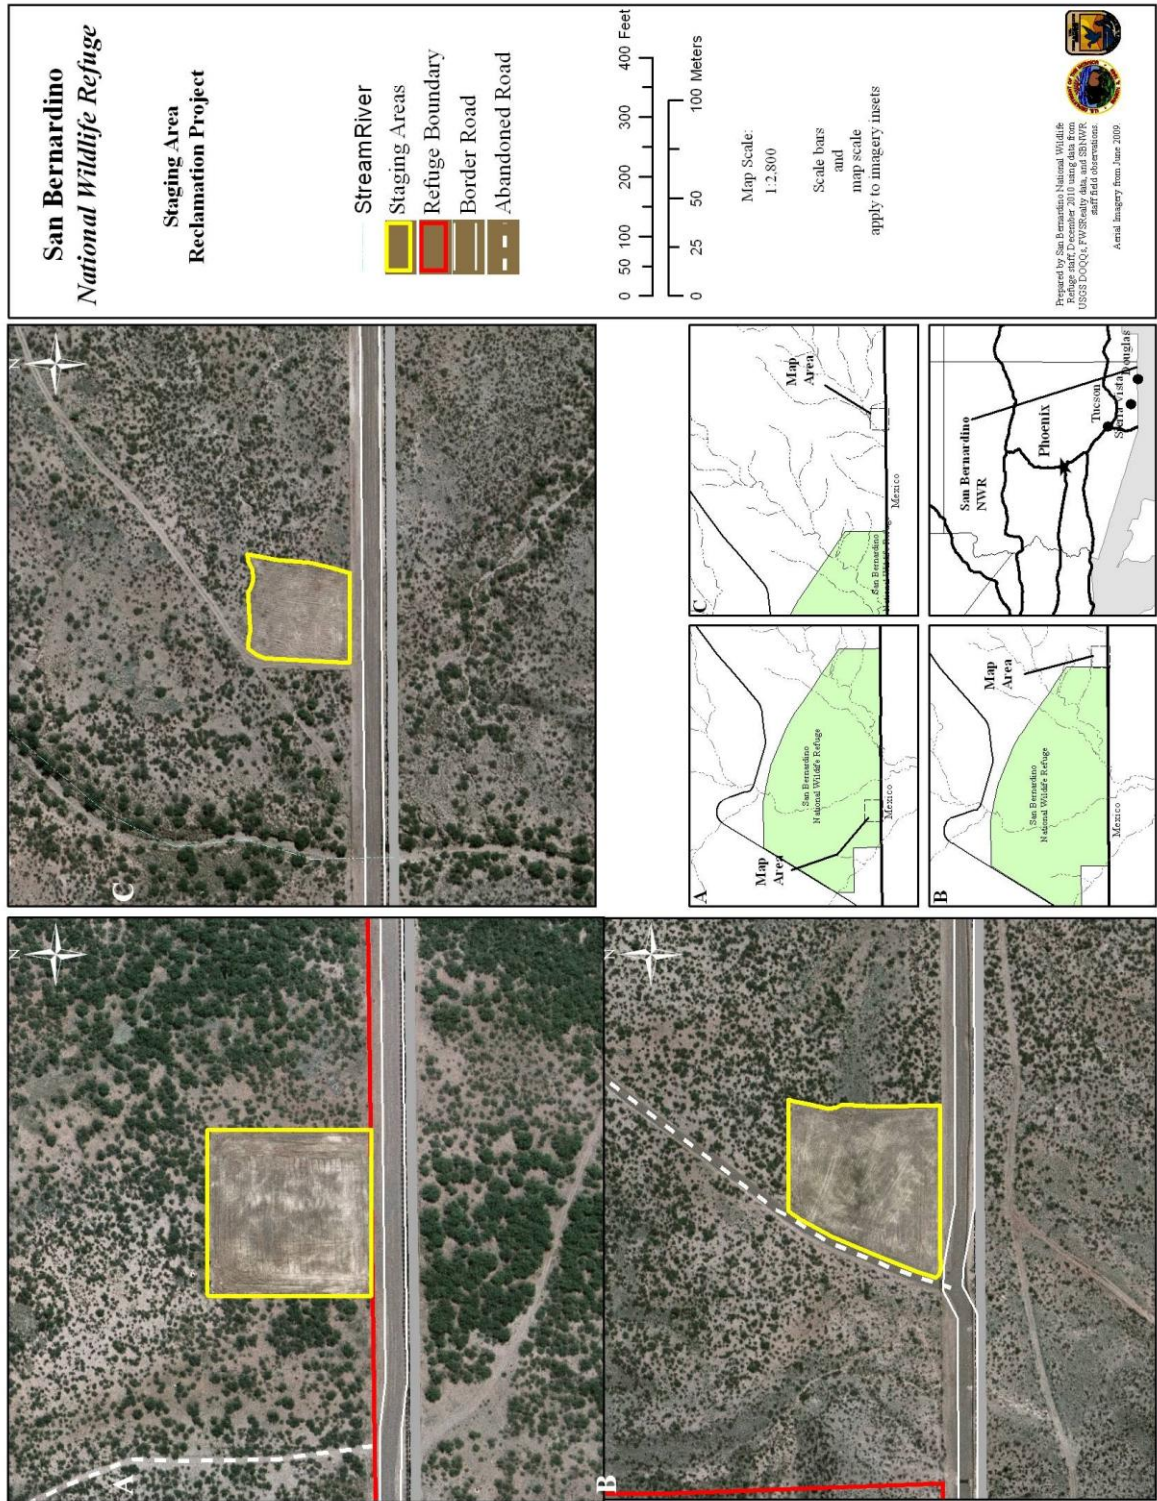 San Bernardino
National Wildlife Refuge
Staging Area
Reclamation Project
StreamRiver
Staging Areas
Refuge Boundary
Border Road
Abandoned Road
0 50 100 200 300 400 Feet
0 25 50 100 Meters
Map Scale:
1:2,800
Scale bars
and
map scale
apply to imagery insets
Prepared by San Bernardino National Wildlife
Refuge staff, December 2010 using data from
USGS DOQQs, FWSRealty data, and SBNWR
staff field observations.
Aerial Imagery from June 2009
A
N
B
N
C
N
A
Map
Area
San Bernardino
National Wildlife Refuge
Mexico
B
Map
Area
San Bernardino
National Wildlife Refuge
Mexico
C
Map
Area
San Bernardino
National Wildlife Refuge
Mexico
San Bernardino
NWR
Phoenix
Tucson
Sierra Vista
Douglas